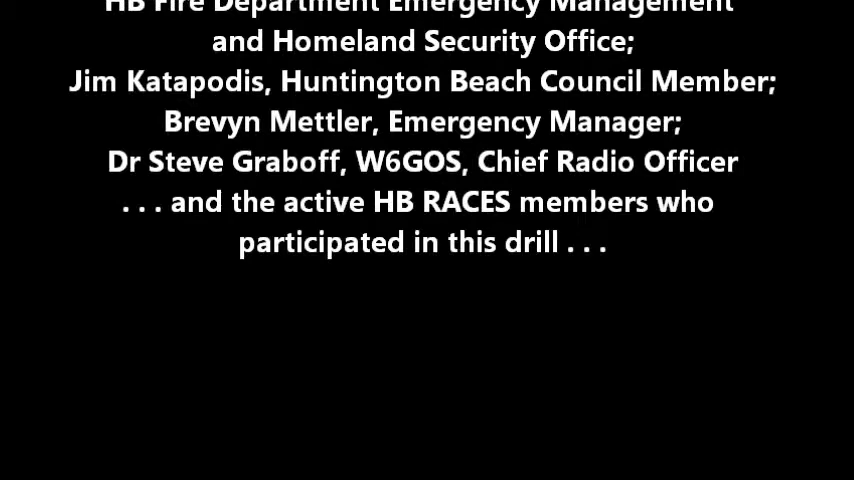 HB Fire Department Emergency Management
and Homeland Security Office;
Jim Katapodis, Huntington Beach Council Member;
Brevyn Mettler, Emergency Manager;
Dr Steve Graboff, W6GOS, Chief Radio Officer
. . . and the active HB RACES members who
participated in this drill . . .